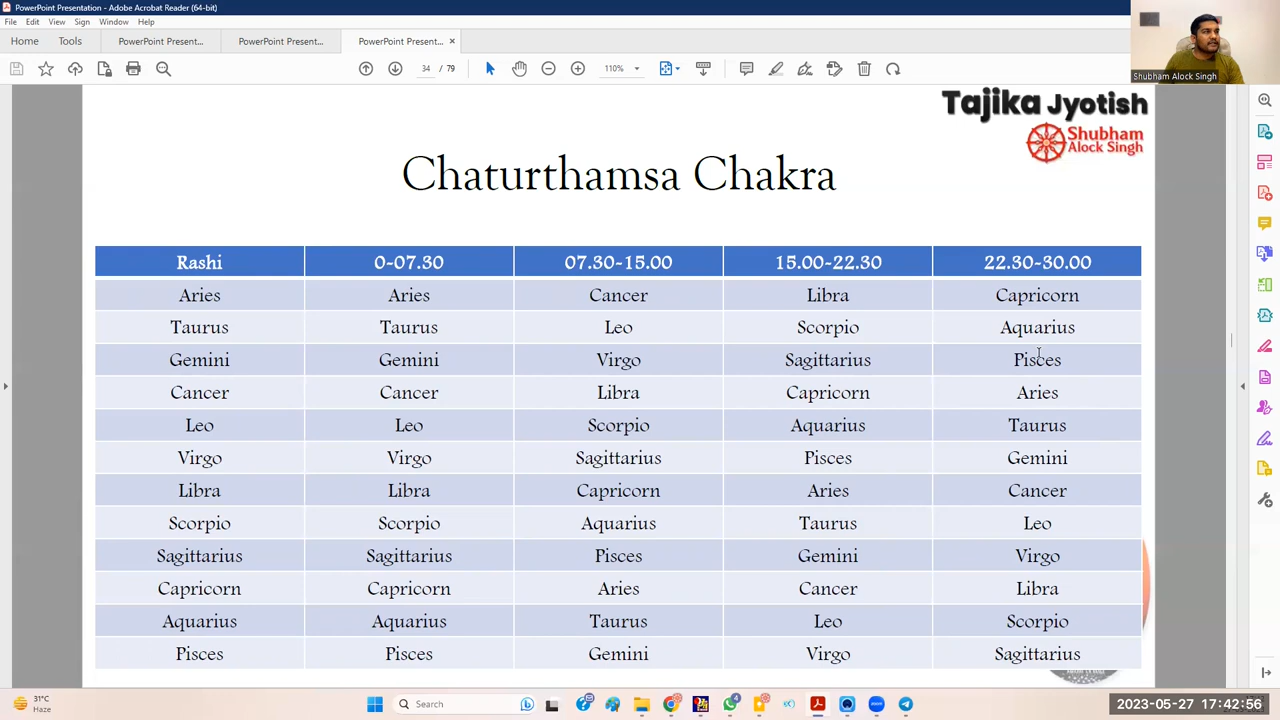 PowerPoint Presentation - Adobe Acrobat Reader (64-bit)
File Edit View Sign Window Help
Home Tools PowerPoint Present... PowerPoint Present... PowerPoint Present... ×
34 / 79 110%
Shubham Alock Singh
Tajika Jyotish
Shubham
Alock Singh
Chaturthamsa Chakra
Rashi 0-07.30 07.30-15.00 15.00-22.30 22.30-30.00
Aries Aries Cancer Libra Capricorn
Taurus Taurus Leo Scorpio Aquarius
Gemini Gemini Virgo Sagittarius Pisces
Cancer Cancer Libra Capricorn Aries
Leo Leo Scorpio Aquarius Taurus
Virgo Virgo Sagittarius Pisces Gemini
Libra Libra Capricorn Aries Cancer
Scorpio Scorpio Aquarius Taurus Leo
Sagittarius Sagittarius Pisces Gemini Virgo
Capricorn Capricorn Aries Cancer Libra
Aquarius Aquarius Taurus Leo Scorpio
Pisces Pisces Gemini Virgo Sagittarius
31°C
Haze
Search
2023-05-27 17:42:56